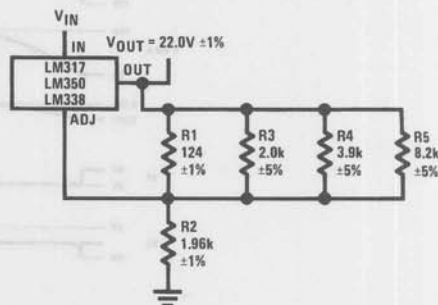 VIN
VOUT = 22.0V ±1%
IN
LM317
LM350
LM338
OUT
ADJ
R1
124
±1%
R3
2.0k
±5%
R4
3.9k
±5%
R5
8.2k
±5%
R2
1.96k
±1%